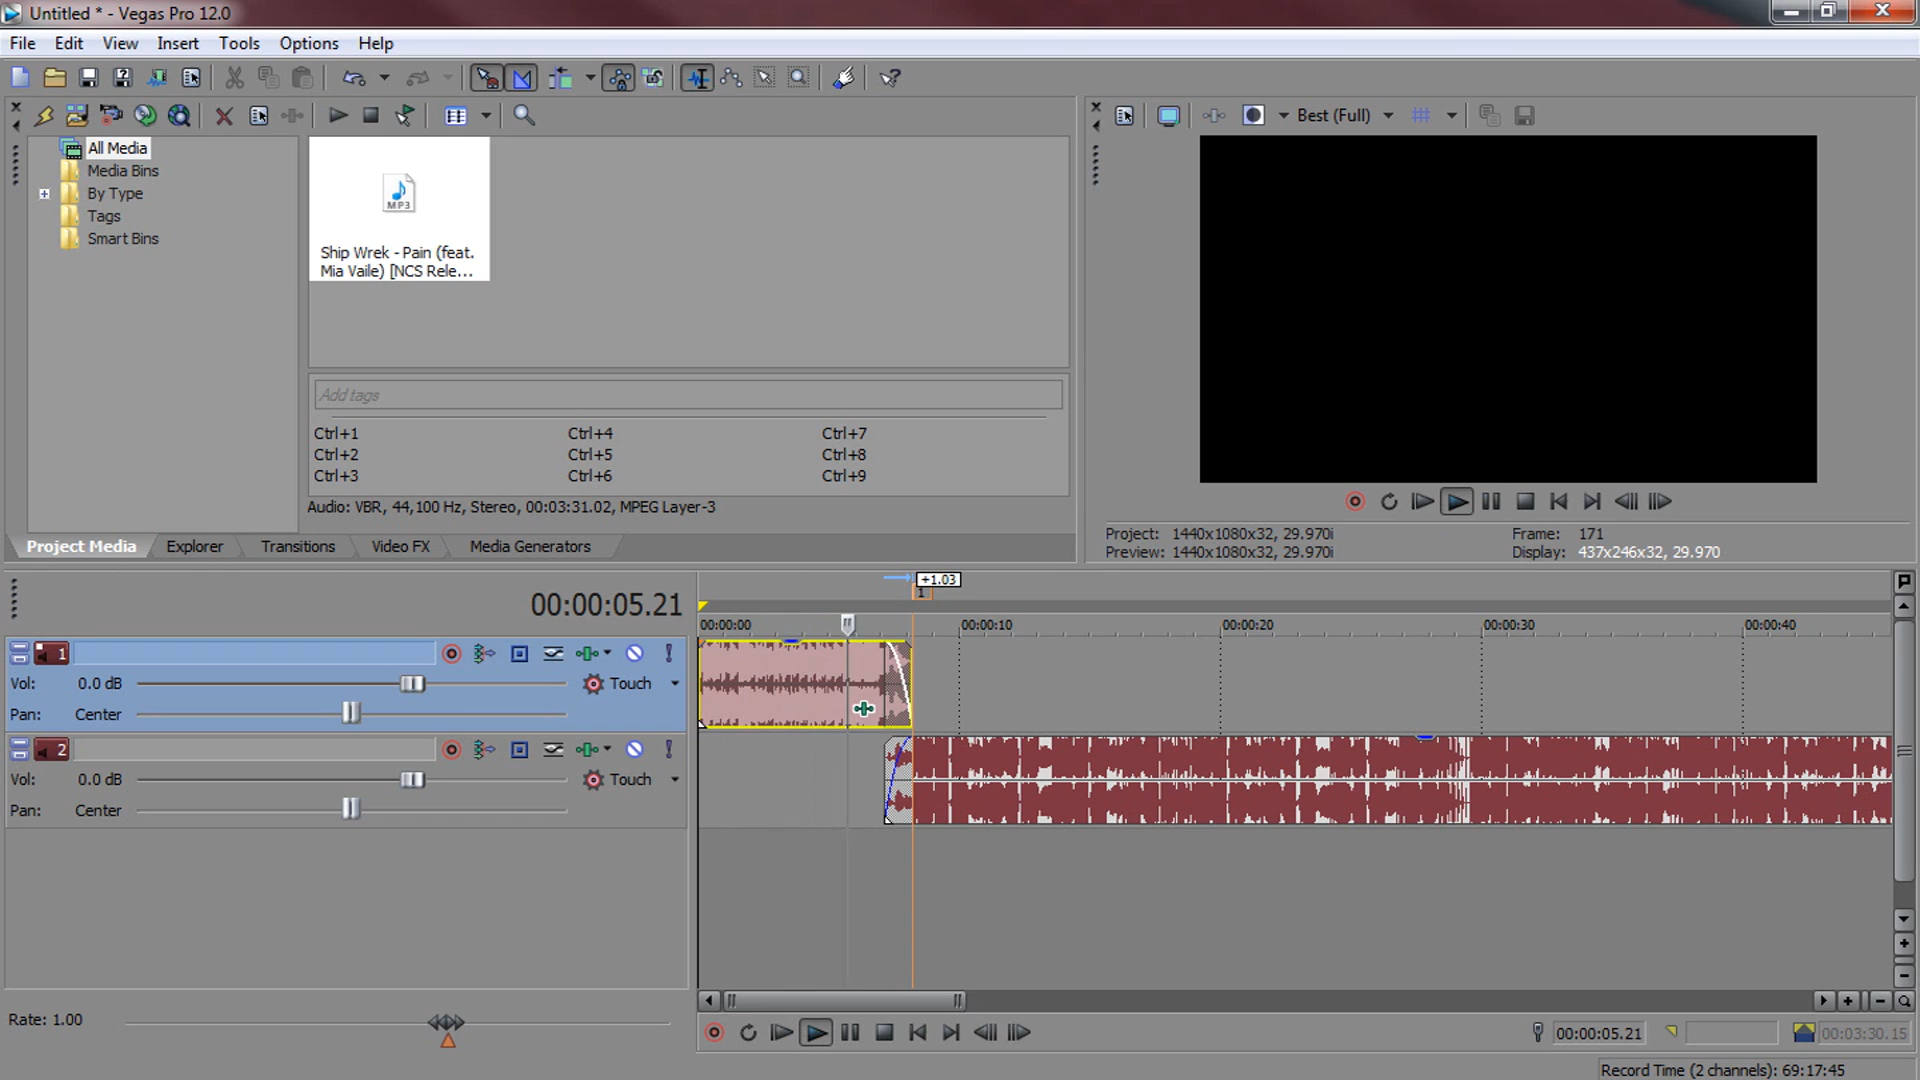 Untitled * - Vegas Pro 12.0
File Edit View Insert Tools Options Help
Best (Full)
All Media
Media Bins
By Type
Tags
Smart Bins
MP3
Ship Wrek - Pain (feat.
Mia Vaile) [NCS Rele...
Add tags
Ctrl+1 Ctrl+4 Ctrl+7
Ctrl+2 Ctrl+5 Ctrl+8
Ctrl+3 Ctrl+6 Ctrl+9
Audio: VBR, 44,100 Hz, Stereo, 00:03:31.02, MPEG Layer-3
Project: 1440x1080x32, 29.970i Frame: 171
Preview: 1440x1080x32, 29.970i Display: 437x246x32, 29.970
Project Media Explorer Transitions Video FX Media Generators
+1.03
1
00:00:05.21
00:00:00 00:00:10 00:00:20 00:00:30 00:00:40
1
Vol: 0.0 dB Touch
Pan: Center
2
Vol: 0.0 dB Touch
Pan: Center
Rate: 1.00
00:00:05.21 00:03:30.15
Record Time (2 channels): 69:17:45